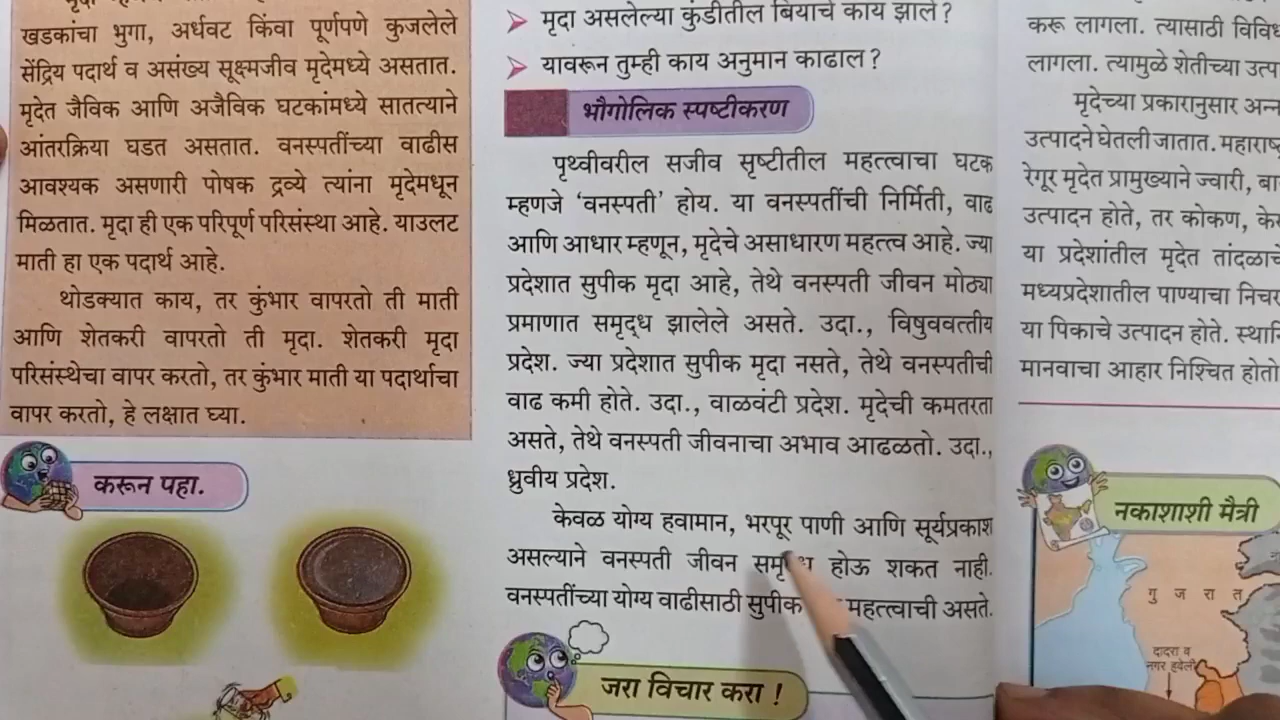 खडकांचा भुगा, अर्धवट किंवा पूर्णपणे कुजलेले
सेंद्रिय पदार्थ व असंख्य सूक्ष्मजीव मृदेमध्ये असतात.
मृदेत जैविक आणि अजैविक घटकांमध्ये सातत्याने
आंतरक्रिया घडत असतात. वनस्पतींच्या वाढीस
आवश्यक असणारी पोषक द्रव्ये त्यांना मृदेमधून
मिळतात. मृदा ही एक परिपूर्ण परिसंस्था आहे. याउलट
माती हा एक पदार्थ आहे.
थोडक्यात काय, तर कुंभार वापरतो ती माती
आणि शेतकरी वापरतो ती मृदा. शेतकरी मृदा
परिसंस्थेचा वापर करतो, तर कुंभार माती या पदार्थाचा
वापर करतो, हे लक्षात घ्या.
करून पहा.
मृदा असलेल्या कुंडीतील बियांचे काय झाले?
यावरून तुम्ही काय अनुमान काढाल?
भौगोलिक स्पष्टीकरण
पृथ्वीवरील सजीव सृष्टीतील महत्त्वाचा घटक
म्हणजे ‘वनस्पती’ होय. या वनस्पतींची निर्मिती, वाढ
आणि आधार म्हणून, मृदेचे असाधारण महत्त्व आहे. ज्या
प्रदेशात सुपीक मृदा आहे, तेथे वनस्पती जीवन मोठ्या
प्रमाणात समृद्ध झालेले असते. उदा., विषुववत्तीय
प्रदेश. ज्या प्रदेशात सुपीक मृदा नसते, तेथे वनस्पतींची
वाढ कमी होते. उदा., वाळवंटी प्रदेश. मृदेची कमतरता
असते, तेथे वनस्पती जीवनाचा अभाव आढळतो. उदा.,
ध्रुवीय प्रदेश.
केवळ योग्य हवामान, भरपूर पाणी आणि सूर्यप्रकाश
असल्याने वनस्पती जीवन होऊ शकत नाही.
वनस्पतींच्या योग्य वाढीसाठी सुपीक महत्त्वाची असते.
जरा विचार करा !
करू लागला. त्यासाठी
लागला. त्यामुळे शेतीच्या
मृदेच्या प्रकारानुसार
उत्पादने घेतली जातात.
रेगूर मृदेत प्रामुख्याने ज्वारी,
उत्पादन होते, तर कोकण,
या प्रदेशांतील मृदेत
मध्यप्रदेशातील पाण्याचा
या पिकाचे उत्पादन होते.
मानवाचा आहार निश्चित होतो
नकाशाशी मैत्री
गुजरात
दादरा व
नगर हवेली